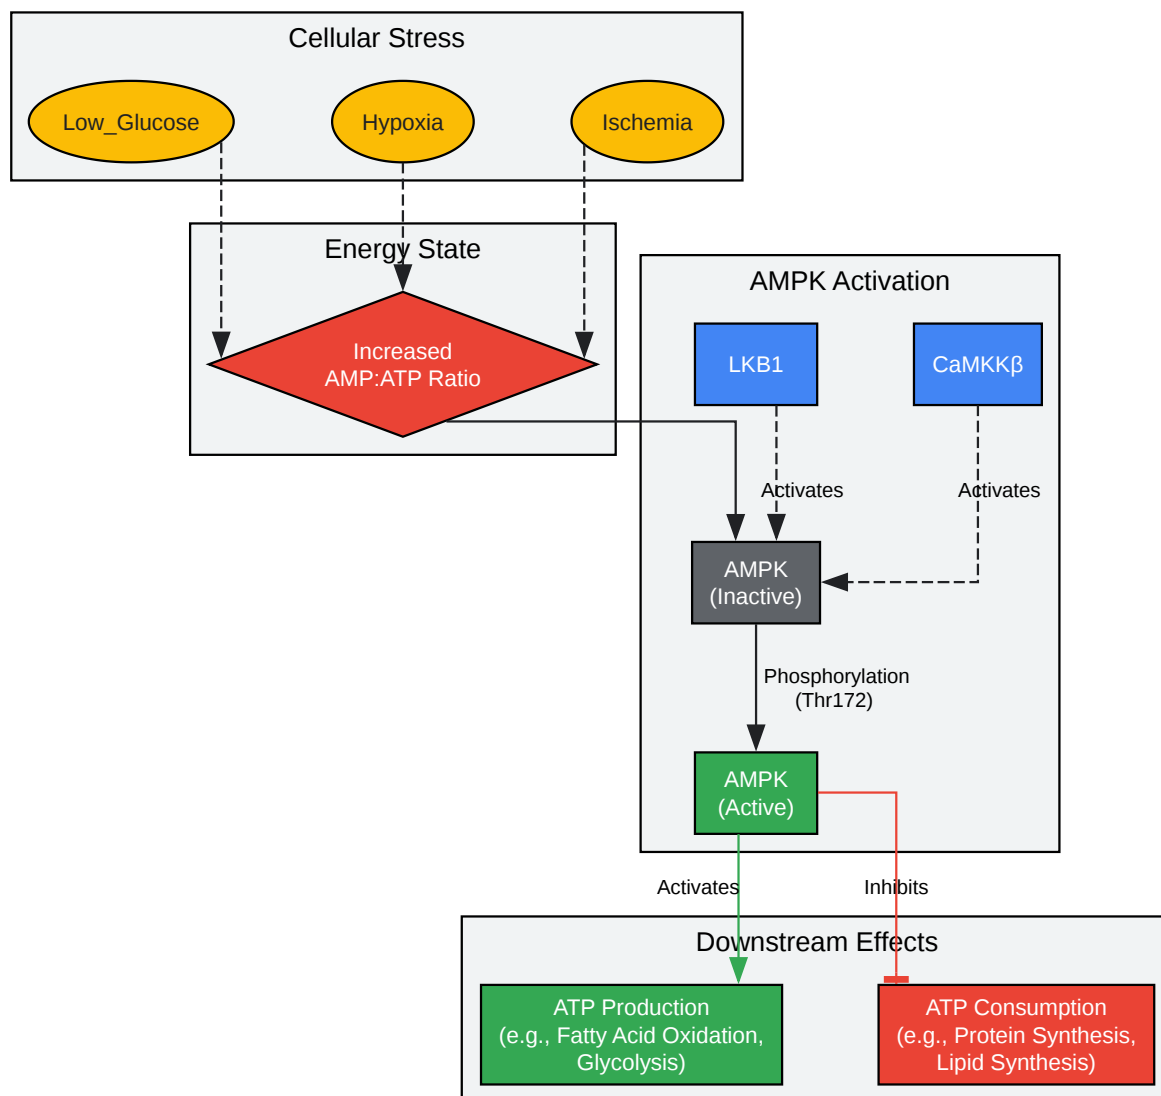 Cellular Stress
Low_Glucose
Hypoxia
Ischemia
Energy State
Increased
AMP:ATP Ratio
AMPK Activation
LKB1
CaMKKβ
Activates
Activates
AMPK
(Inactive)
Phosphorylation
(Thr172)
AMPK
(Active)
Activates
Inhibits
Downstream Effects
ATP Production
(e.g., Fatty Acid Oxidation,
Glycolysis)
ATP Consumption
(e.g., Protein Synthesis,
Lipid Synthesis)